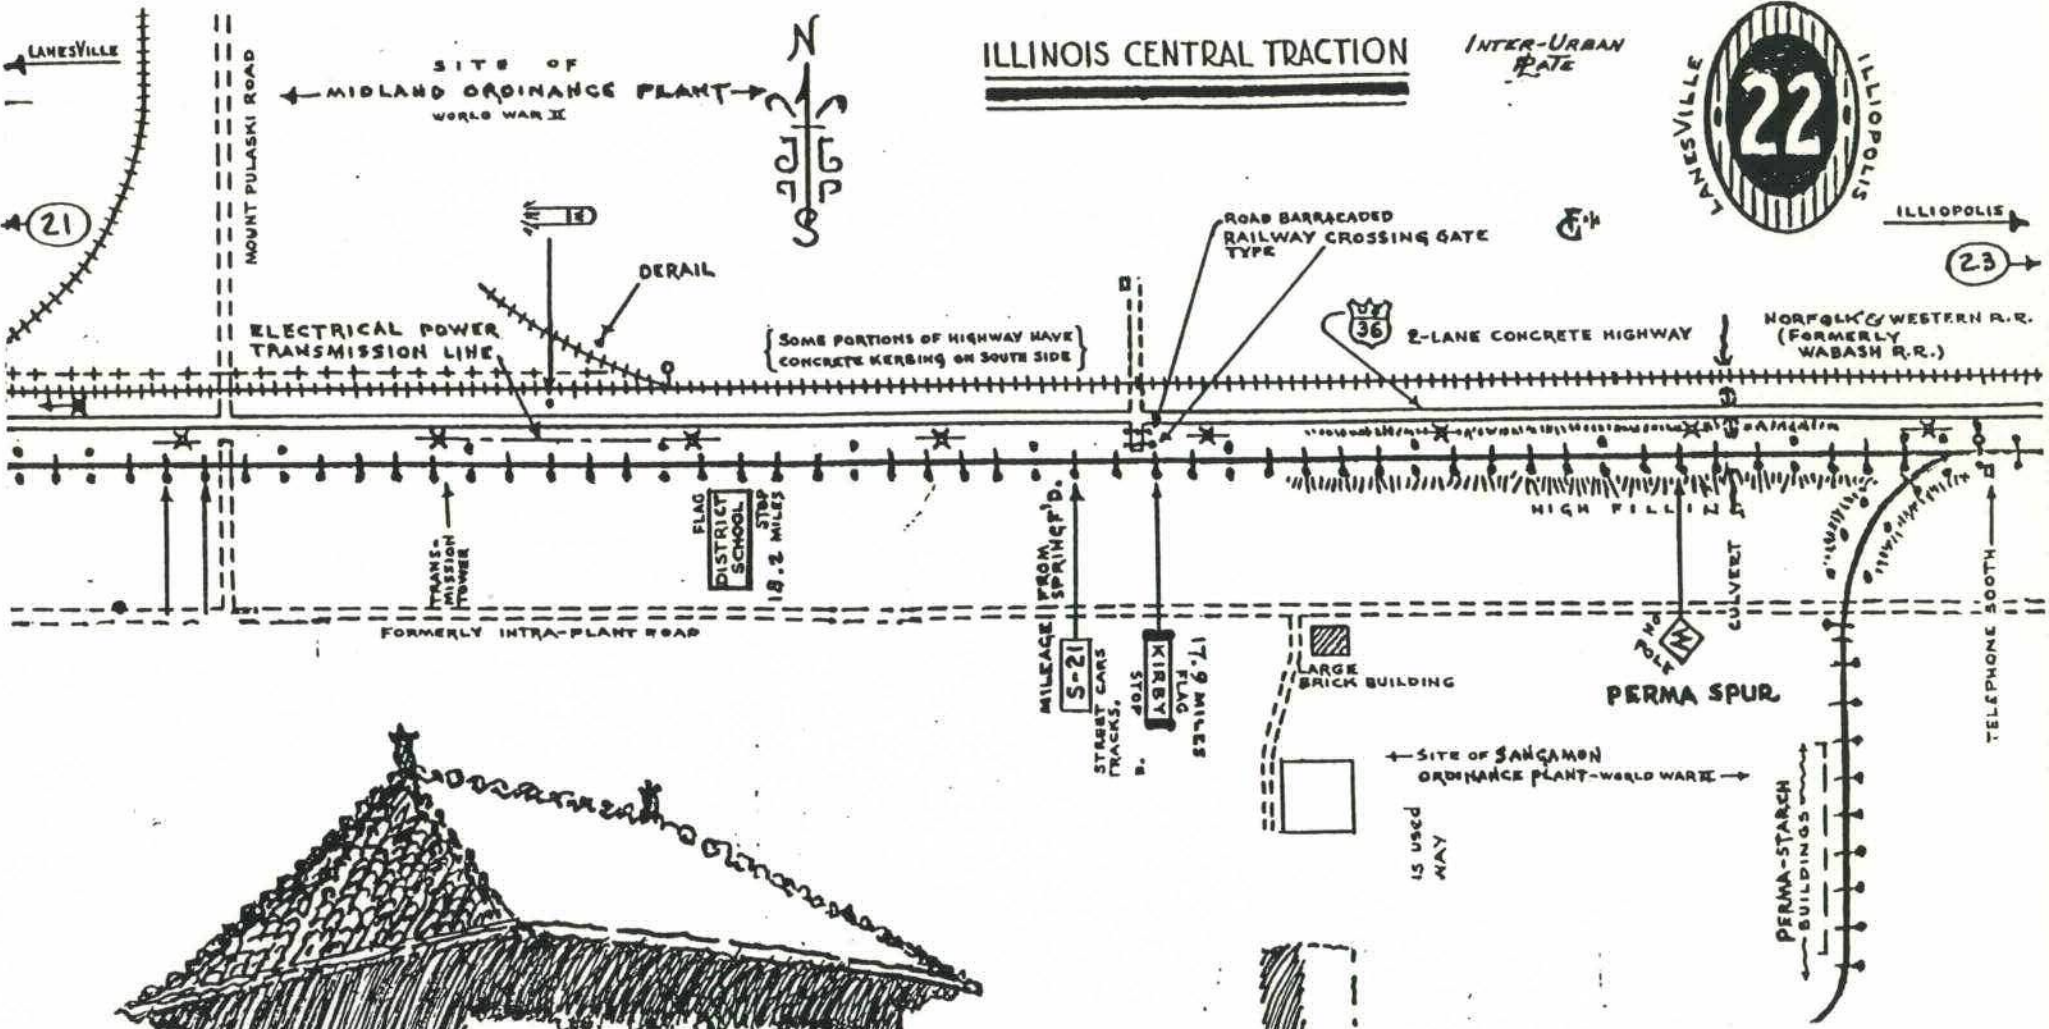 LANESVILLE
MOUNT PULASKI ROAD
SITE OF
MIDLAND ORDINANCE PLANT
WORLD WAR II
N
S
ILLINOIS CENTRAL TRACTION
INTER-URBAN
PLATE
LANESVILLE
22
ILLIOPOLIS
21
ILLIOPOLIS
23
DERAIL
ROAD BARRACADED
RAILWAY CROSSING GATE
TYPE
ELECTRICAL POWER
TRANSMISSION LINE
{SOME PORTIONS OF HIGHWAY HAVE
CONCRETE KERBING ON SOUTH SIDE}
36
2-LANE CONCRETE HIGHWAY
NORFOLK & WESTERN R.R.
(FORMERLY
WABASH R.R.)
TRANS-
MISSION
TOWER
FLAG
DISTRICT
SCHOOL
STOP
18.2 MILES
MILEAGE FROM
SPRINGF'D.
S-21
STREET CARS
TRACKS.
STOP
KIRBY
FLAG
17.9 MILES
HIGH FILLING
CULVERT
TELEPHONE BOOTH
FORMERLY INTRA-PLANT ROAD
LARGE
BRICK BUILDING
W
ON
POLE
PERMA SPUR
SITE OF SANGAMON
ORDINANCE PLANT-WORLD WAR II
IS USED
WAY
PERMA-STARCH
BUILDINGS